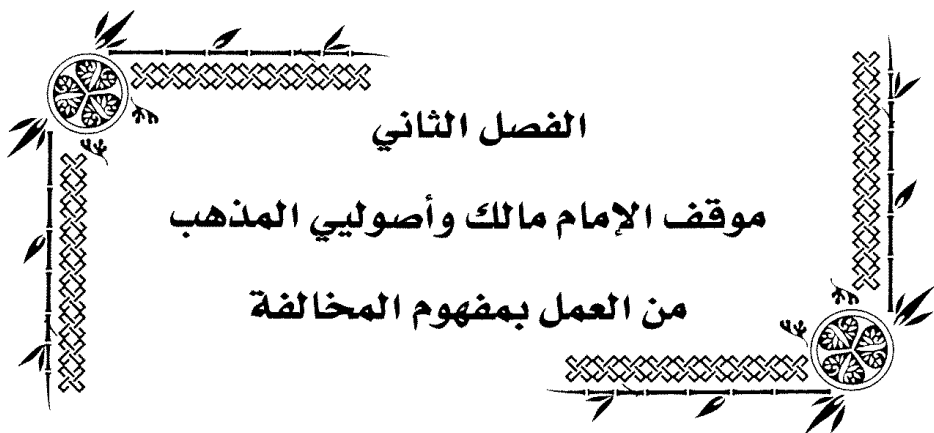 الفصل الثاني
موقف الإمام مالك وأصوليي المذهب
من العمل بمفهوم المخالفة